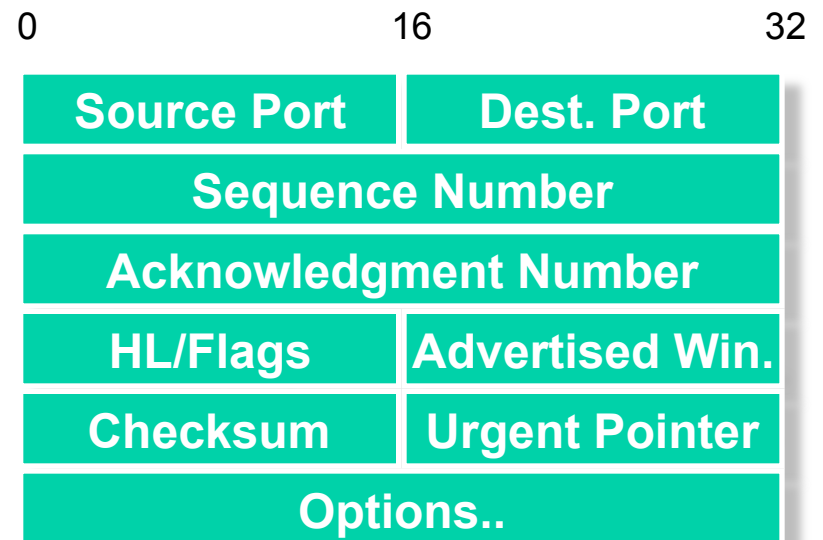 0 16 32
Source Port Dest. Port
Sequence Number
Acknowledgment Number
HL/Flags Advertised Win.
Checksum Urgent Pointer
Options..